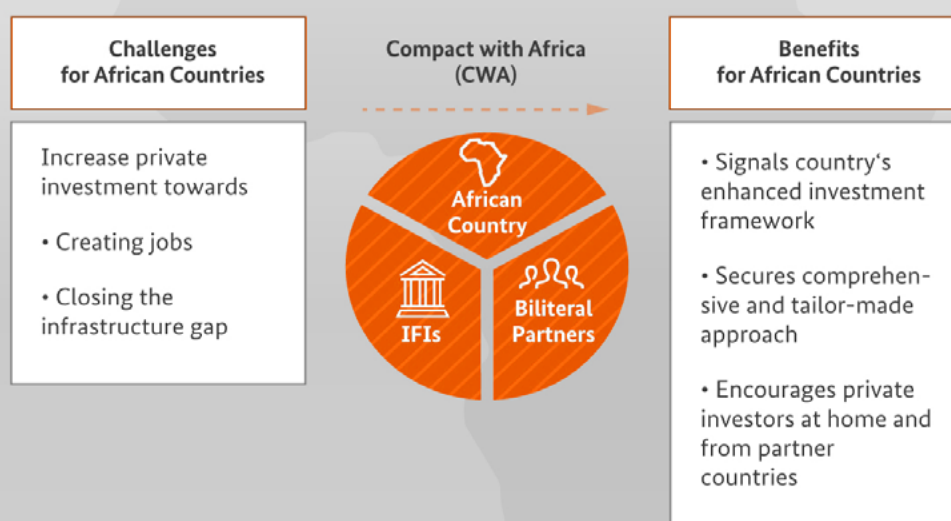 Challenges
for African Countries
Increase private
investment towards
• Creating jobs
• Closing the
infrastructure gap
Compact with Africa
(CWA)
African
Country
IFIs
Biliteral
Partners
Benefits
for African Countries
• Signals country‘s
enhanced investment
framework
• Secures comprehen-
sive and tailor-made
approach
• Encourages private
investors at home and
from partner
countries